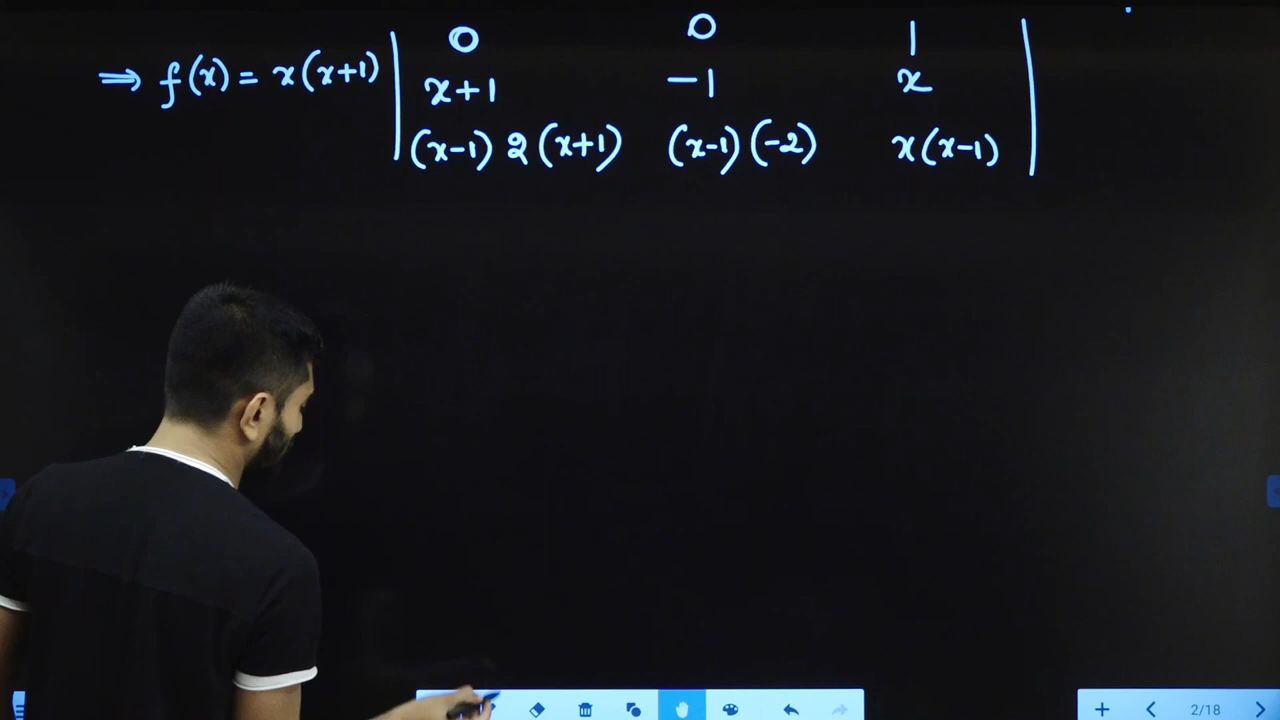 ⇒ f(x) = x(x+1) | 0 0 1 |
x+1 −1 x
(x−1) 2(x+1) (x−1)(−2) x(x−1)
2/18